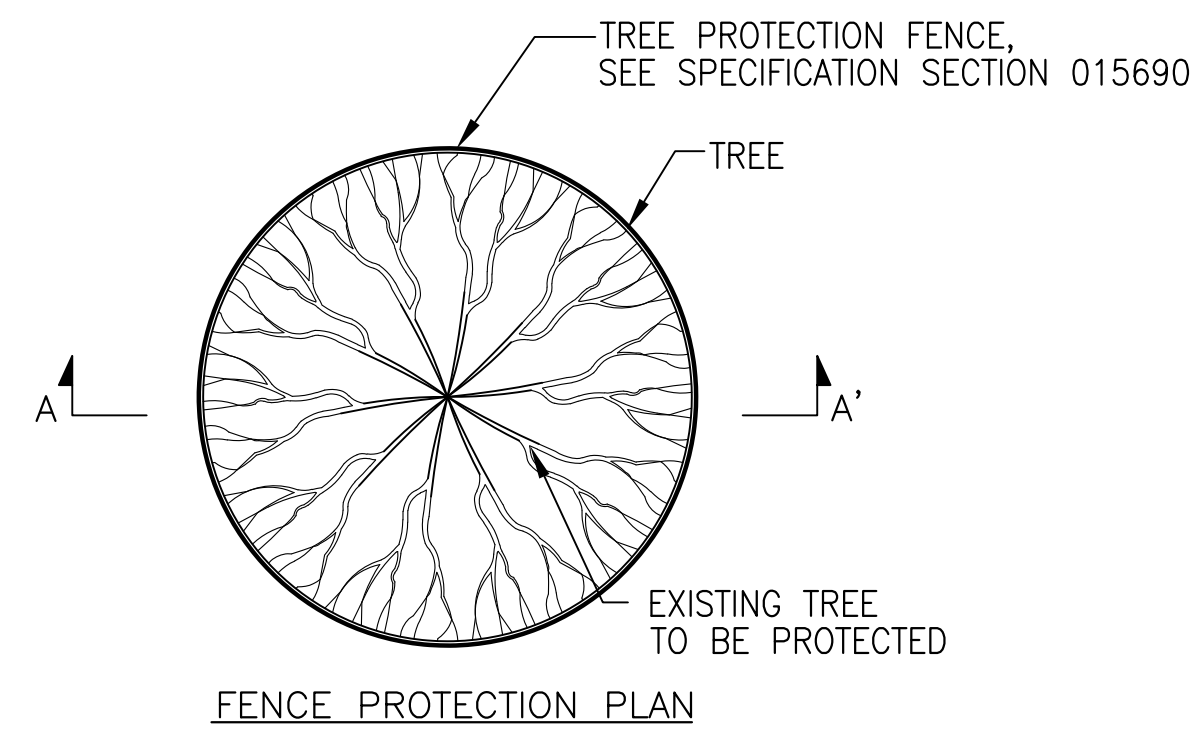 TREE PROTECTION FENCE,
SEE SPECIFICATION SECTION 015690
TREE
A
A'
EXISTING TREE
TO BE PROTECTED
FENCE PROTECTION PLAN